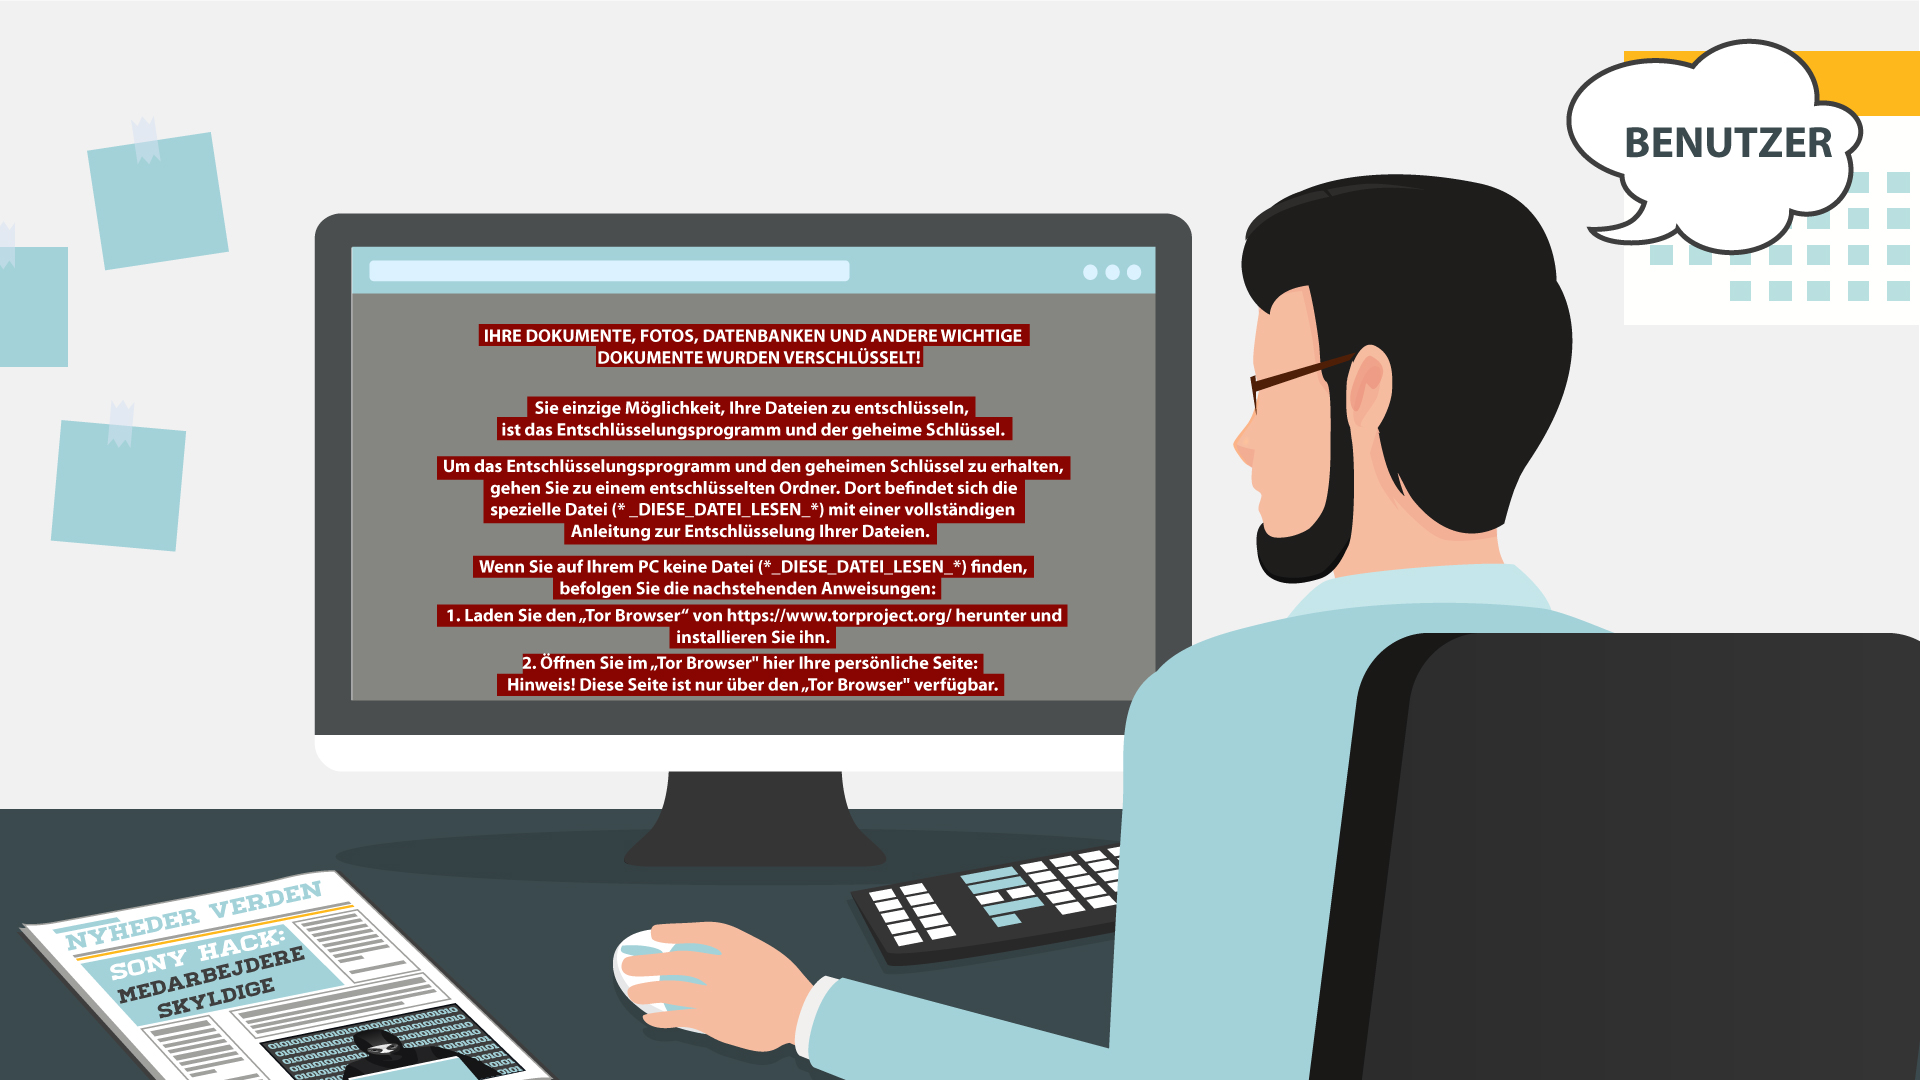 BENUTZER
IHRE DOKUMENTE, FOTOS, DATENBANKEN UND ANDERE WICHTIGE
DOKUMENTE WURDEN VERSCHLÜSSELT!
Sie einzige Möglichkeit, Ihre Dateien zu entschlüsseln,
ist das Entschlüsselungsprogramm und der geheime Schlüssel.
Um das Entschlüsselungsprogramm und den geheimen Schlüssel zu erhalten,
gehen Sie zu einem entschlüsselten Ordner. Dort befindet sich die
spezielle Datei (* _DIESE_DATEI_LESEN_*) mit einer vollständigen
Anleitung zur Entschlüsselung Ihrer Dateien.
Wenn Sie auf Ihrem PC keine Datei (*_DIESE_DATEI_LESEN_*) finden,
befolgen Sie die nachstehenden Anweisungen:
1. Laden Sie den „Tor Browser“ von https://www.torproject.org/ herunter und
installieren Sie ihn.
2. Öffnen Sie im „Tor Browser" hier Ihre persönliche Seite:
Hinweis! Diese Seite ist nur über den „Tor Browser" verfügbar.
NYHEDER VERDEN
SONY HACK:
MEDARBEJDERE
SKYLDIGE